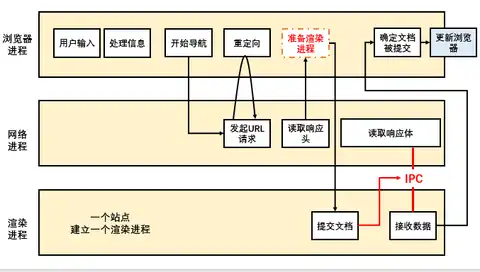 浏览器
进程
用户输入
处理信息
开始导航
重定向
准备渲染
进程
确定文档
被提交
更新浏览
器
网络
进程
发起URL
请求
读取响应
头
读取响应体
IPC
渲染
进程
一个站点
建立一个渲染进程
提交文档
接收数据